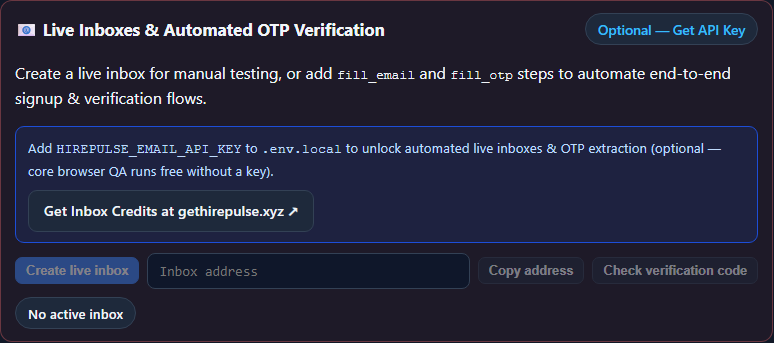 Live Inboxes & Automated OTP Verification
Optional — Get API Key
Create a live inbox for manual testing, or add fill_email and fill_otp steps to automate end-to-end
signup & verification flows.
Add HIREPULSE_EMAIL_API_KEY to .env.local to unlock automated live inboxes & OTP extraction (optional —
core browser QA runs free without a key).
Get Inbox Credits at gethirepulse.xyz ↗
Create live inbox
Inbox address
Copy address
Check verification code
No active inbox